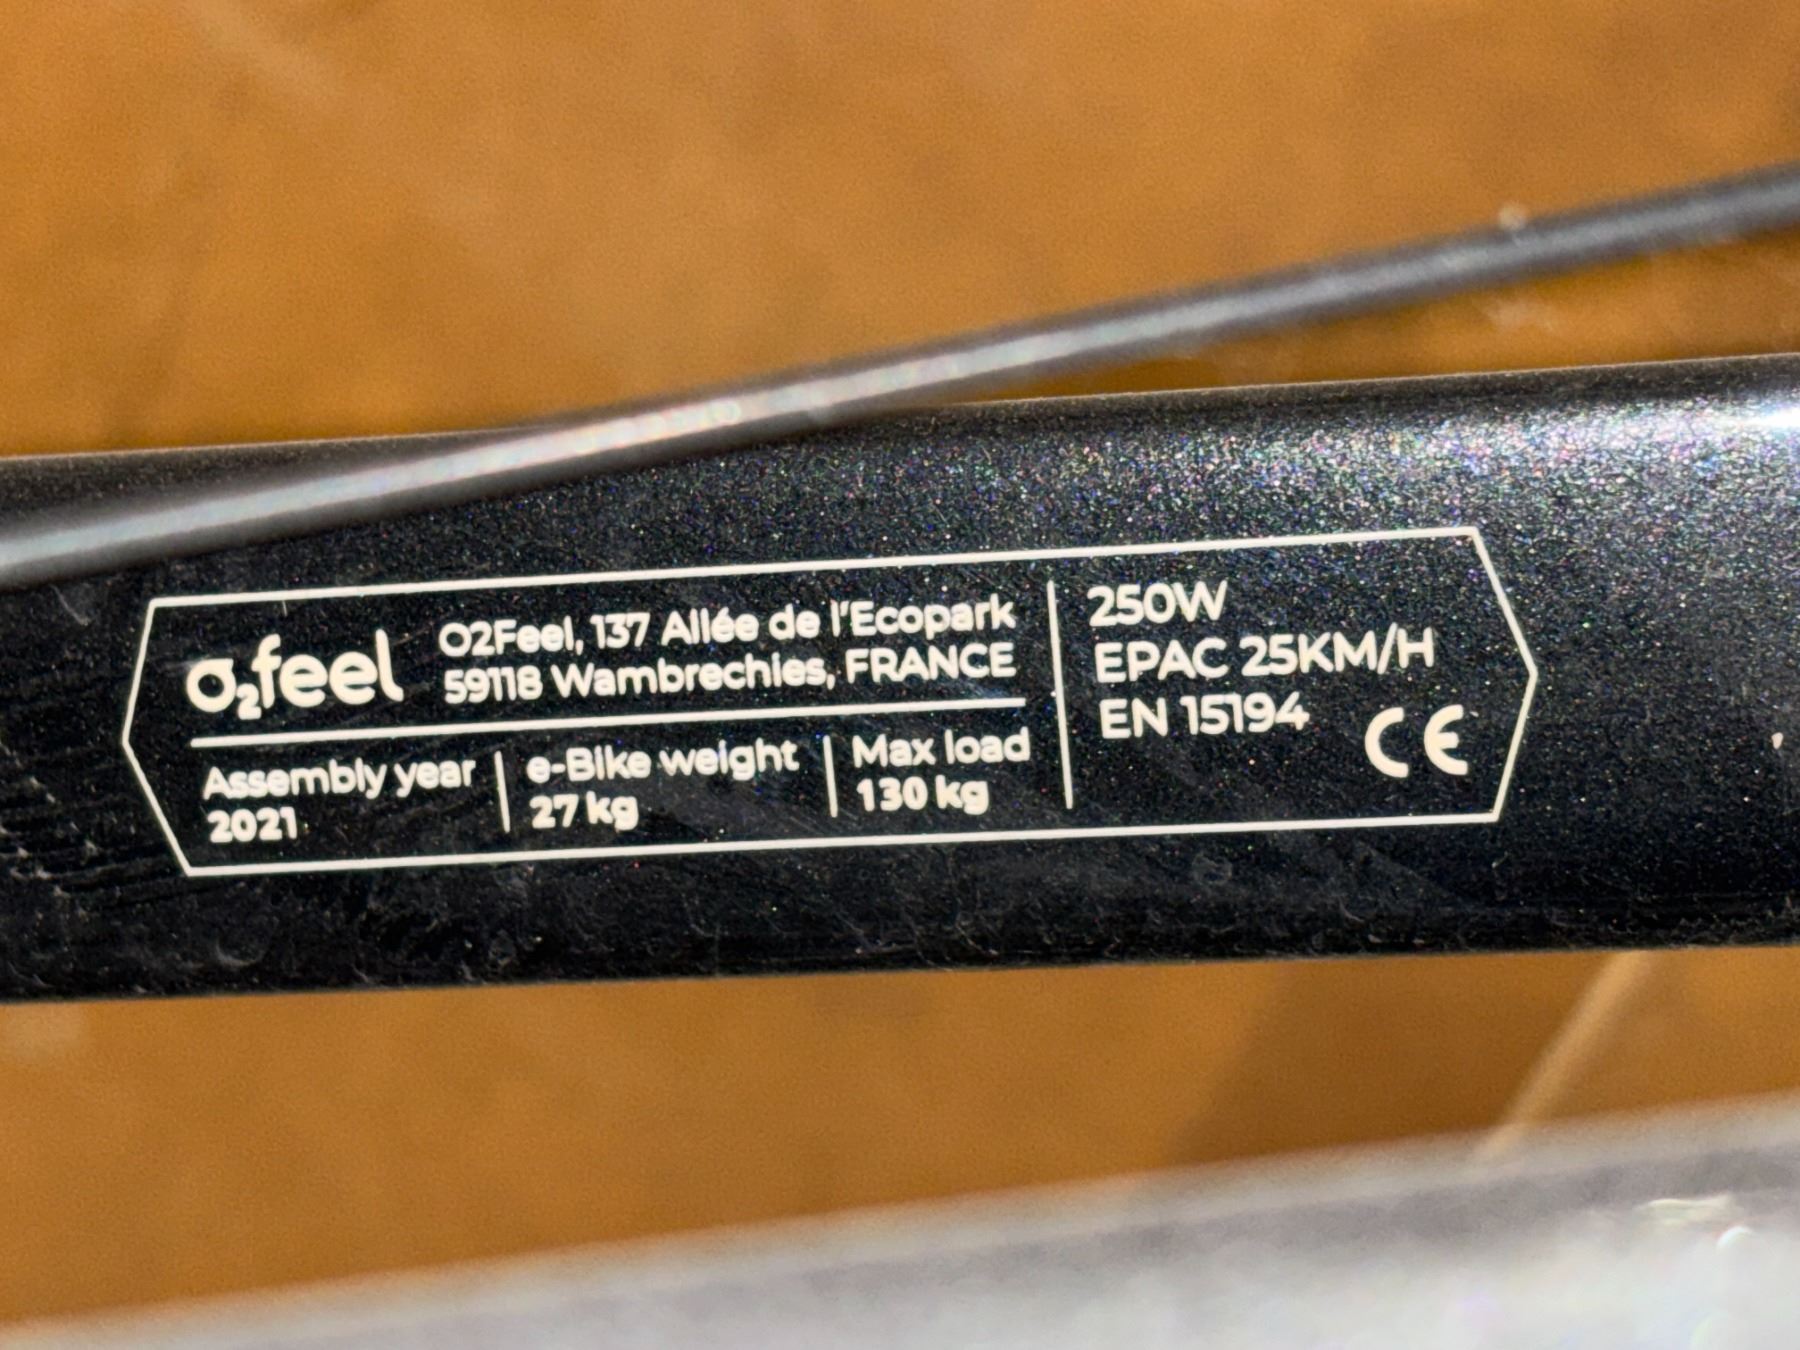 O2feel
O2Feel, 137 Allée de l'Ecopark
59118 Wambrechies, FRANCE
Assembly year
2021
e-Bike weight
27 kg
Max load
130 kg
250W
EPAC 25KM/H
EN 15194
CE